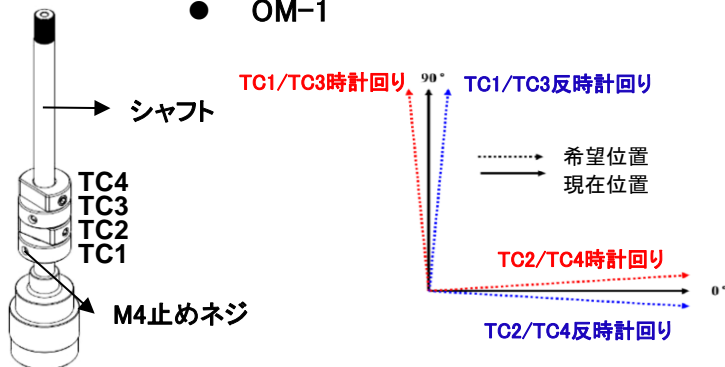 ● OM-1
TC1/TC3時計回り
90°
TC1/TC3反時計回り
シャフト
希望位置
現在位置
TC4
TC3
TC2
TC1
TC2/TC4時計回り
0°
M4止めネジ
TC2/TC4反時計回り